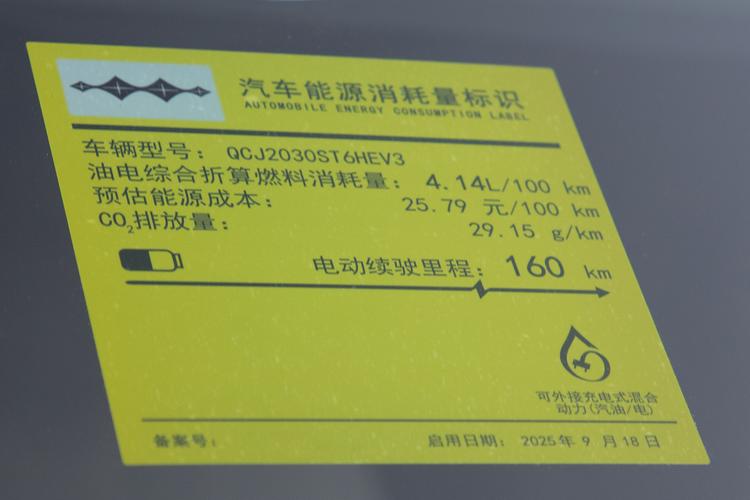 汽车能源消耗量标识
AUTOMOBILE ENERGY CONSUMPTION LABEL
车辆型号： QCJ2030ST6HEV3
油电综合折算燃料消耗量： 4.14L/100 km
预估能源成本： 25.79 元/100 km
CO₂排放量： 29.15 g/km
电动续驶里程： 160 km
可外接充电式混合
动力(汽油/电)
备案号： 启用日期： 2025年 9 月 18 日